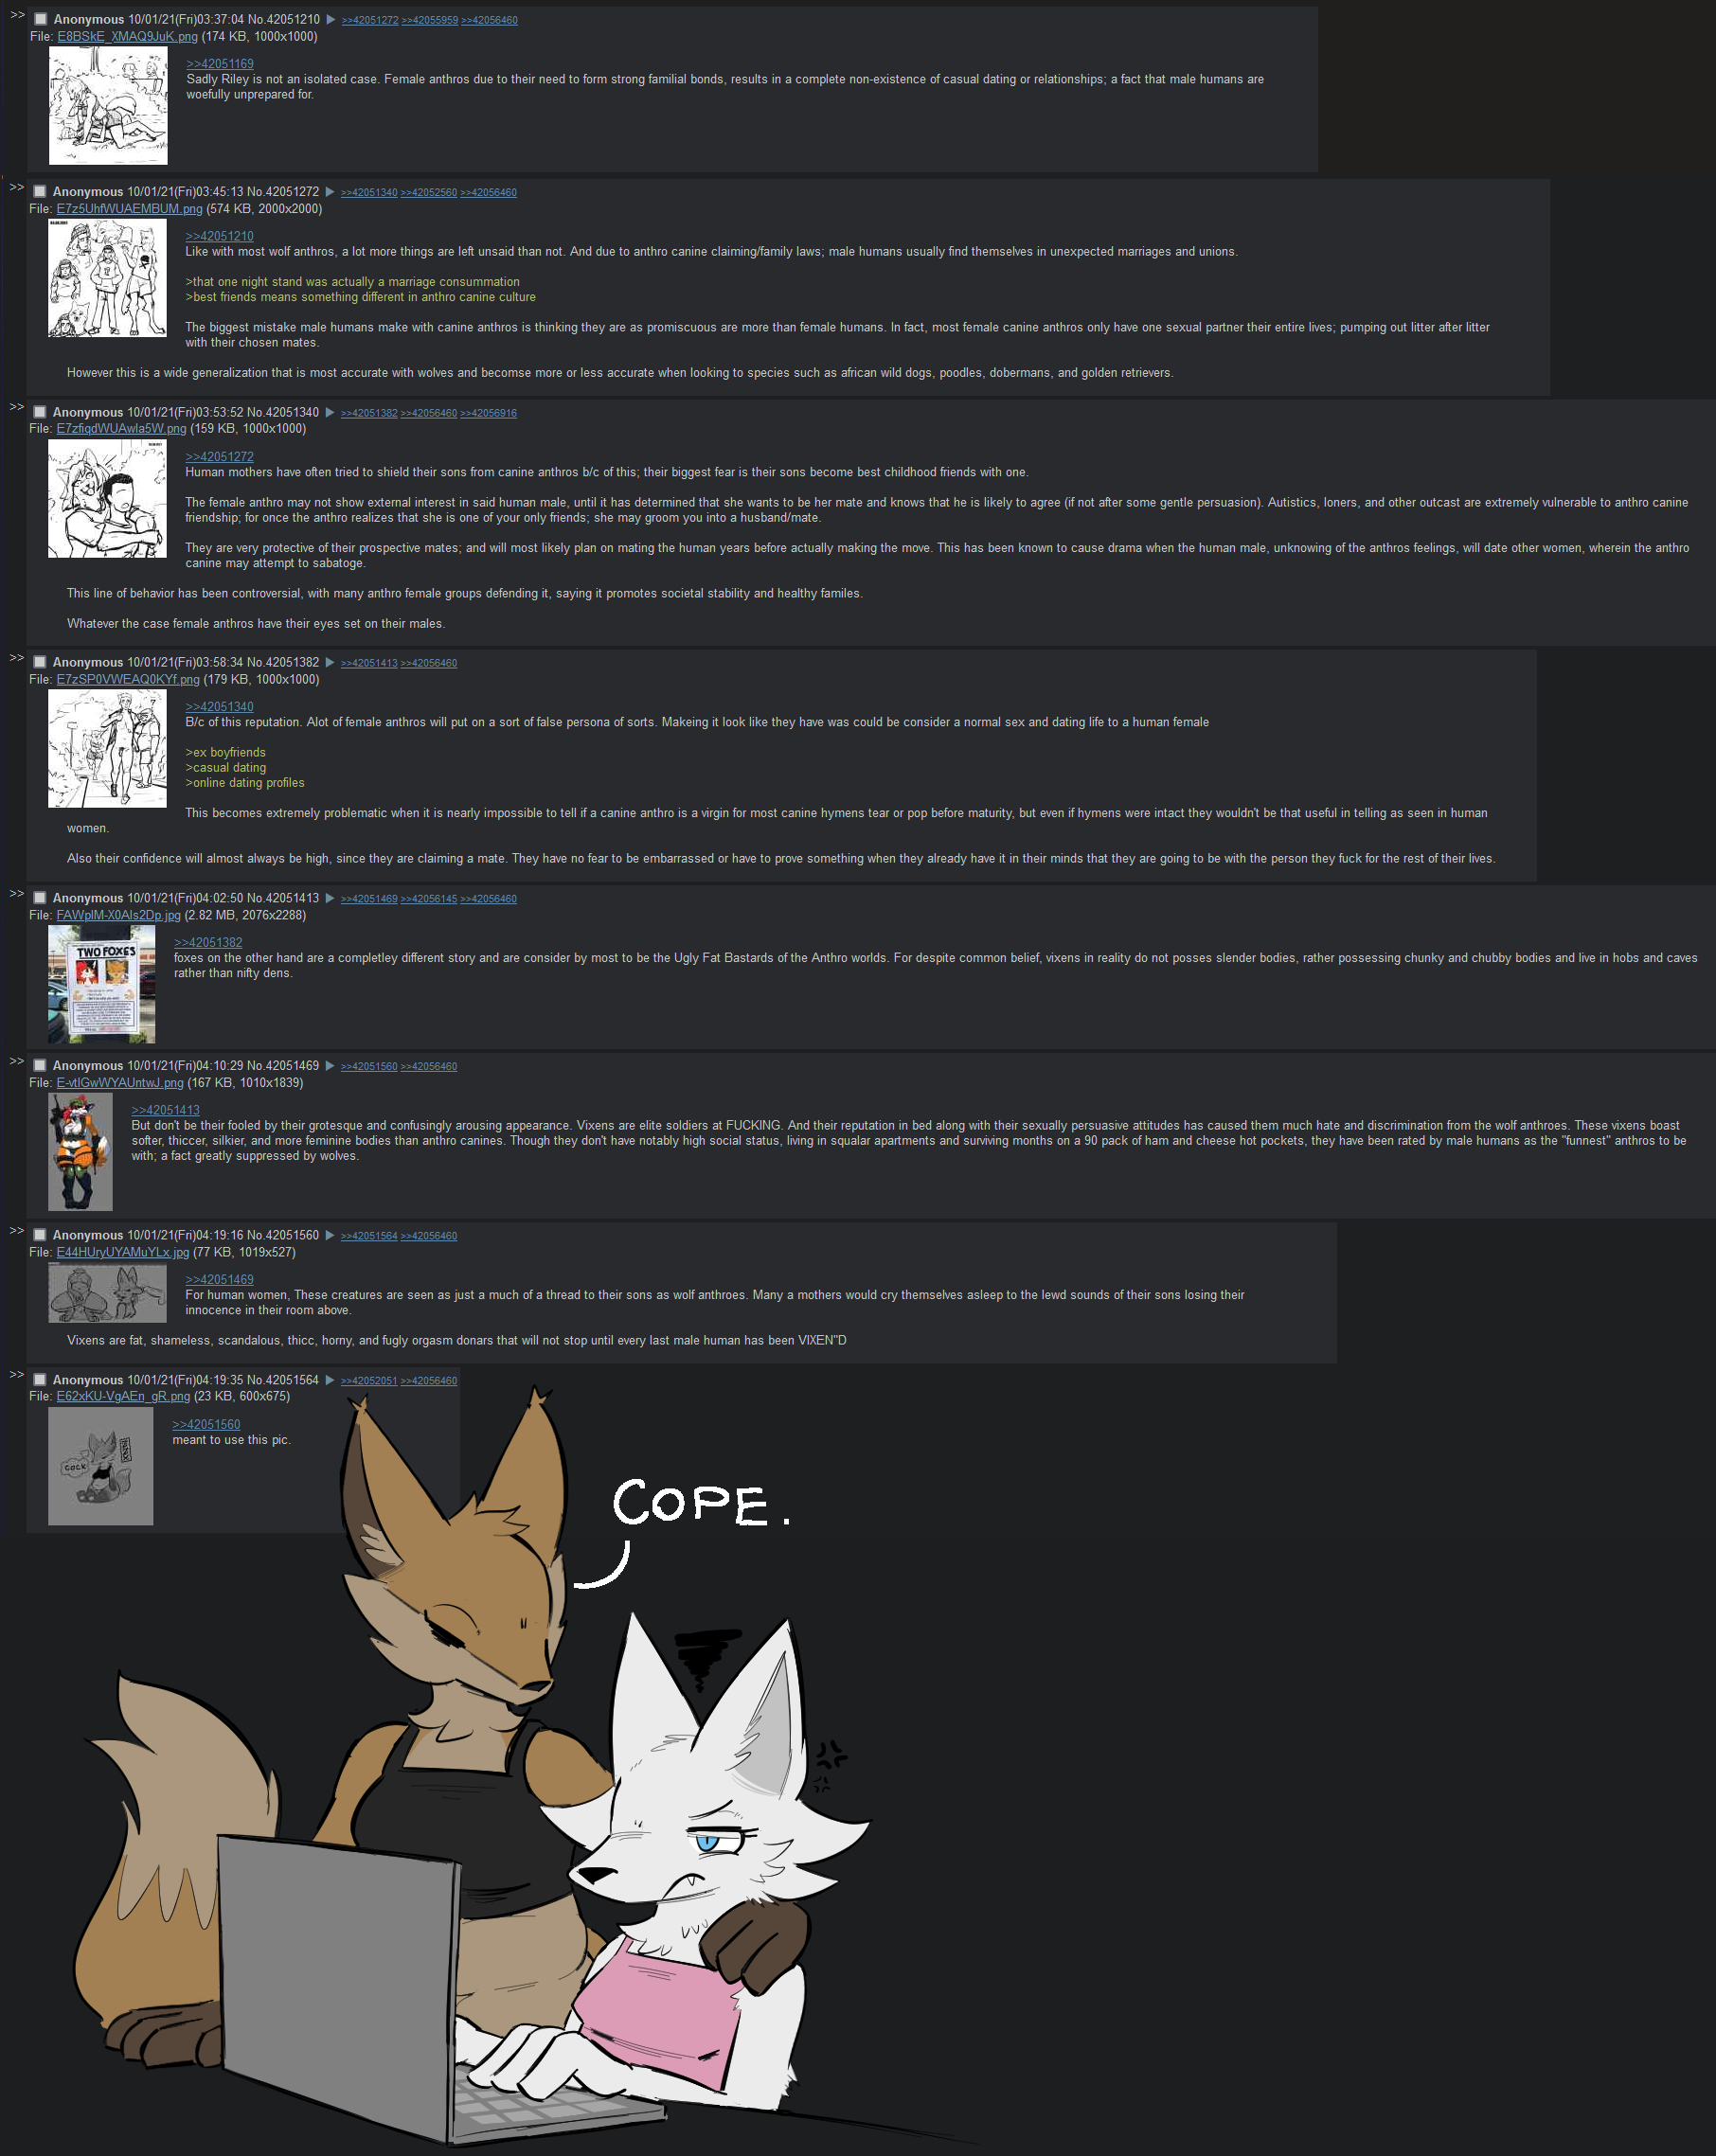 >> Anonymous 10/01/21(Fri)03:37:04 No.42051210 ▶ >>42051272 >>42055959 >>42056460
File: E8BSkE_XMAQ9JuK.png (174 KB, 1000x1000)
>>42051169
Sadly Riley is not an isolated case. Female anthros due to their need to form strong familial bonds, results in a complete non-existence of casual dating or relationships; a fact that male humans are
woefully unprepared for.
>> Anonymous 10/01/21(Fri)03:45:13 No.42051272 ▶ >>42051340 >>42052560 >>42056460
File: E7z5UhfWUAEMBUM.png (574 KB, 2000x2000)
>>42051210
Like with most wolf anthros, a lot more things are left unsaid than not. And due to anthro canine claiming/family laws; male humans usually find themselves in unexpected marriages and unions.
>that one night stand was actually a marriage consummation
>best friends means something different in anthro canine culture
The biggest mistake male humans make with canine anthros is thinking they are as promiscuous are more than female humans. In fact, most female canine anthros only have one sexual partner their entire lives; pumping out litter after litter
with their chosen mates.
However this is a wide generalization that is most accurate with wolves and becomse more or less accurate when looking to species such as african wild dogs, poodles, dobermans, and golden retrievers.
>> Anonymous 10/01/21(Fri)03:53:52 No.42051340 ▶ >>42051382 >>42056460 >>42056916
File: E7zfiqdWUAwla5W.png (159 KB, 1000x1000)
>>42051272
Human mothers have often tried to shield their sons from canine anthros b/c of this; their biggest fear is their sons become best childhood friends with one.
The female anthro may not show external interest in said human male, until it has determined that she wants to be her mate and knows that he is likely to agree (if not after some gentle persuasion). Autistics, loners, and other outcast are extremely vulnerable to anthro canine
friendship; for once the anthro realizes that she is one of your only friends; she may groom you into a husband/mate.
They are very protective of their prospective mates; and will most likely plan on mating the human years before actually making the move. This has been known to cause drama when the human male, unknowing of the anthros feelings, will date other women, wherein the anthro
canine may attempt to sabatoge.
This line of behavior has been controversial, with many anthro female groups defending it, saying it promotes societal stability and healthy familes.
Whatever the case female anthros have their eyes set on their males.
>> Anonymous 10/01/21(Fri)03:58:34 No.42051382 ▶ >>42051413 >>42056460
File: E7zSP0VWEAQ0KYf.png (179 KB, 1000x1000)
>>42051340
B/c of this reputation. Alot of female anthros will put on a sort of false persona of sorts. Makeing it look like they have was could be consider a normal sex and dating life to a human female
>ex boyfriends
>casual dating
>online dating profiles
This becomes extremely problematic when it is nearly impossible to tell if a canine anthro is a virgin for most canine hymens tear or pop before maturity, but even if hymens were intact they wouldn't be that useful in telling as seen in human
women.
Also their confidence will almost always be high, since they are claiming a mate. They have no fear to be embarrassed or have to prove something when they already have it in their minds that they are going to be with the person they fuck for the rest of their lives.
>> Anonymous 10/01/21(Fri)04:02:50 No.42051413 ▶ >>42051469 >>42056145 >>42056460
File: FAWplM-X0AIs2Dp.jpg (2.82 MB, 2076x2288)
TWO FOXES
>>42051382
foxes on the other hand are a completley different story and are consider by most to be the Ugly Fat Bastards of the Anthro worlds. For despite common belief, vixens in reality do not posses slender bodies, rather possessing chunky and chubby bodies and live in hobs and caves
rather than nifty dens.
>> Anonymous 10/01/21(Fri)04:10:29 No.42051469 ▶ >>42051560 >>42056460
File: E-vtlGwWYAUntwJ.png (167 KB, 1010x1839)
>>42051413
But don't be their fooled by their grotesque and confusingly arousing appearance. Vixens are elite soldiers at FUCKING. And their reputation in bed along with their sexually persuasive attitudes has caused them much hate and discrimination from the wolf anthroes. These vixens boast
softer, thiccer, silkier, and more feminine bodies than anthro canines. Though they don't have notably high social status, living in squalar apartments and surviving months on a 90 pack of ham and cheese hot pockets, they have been rated by male humans as the "funnest" anthros to be
with; a fact greatly suppressed by wolves.
>> Anonymous 10/01/21(Fri)04:19:16 No.42051560 ▶ >>42051564 >>42056460
File: E44HUryUYAMuYLx.jpg (77 KB, 1019x527)
>>42051469
For human women, These creatures are seen as just a much of a thread to their sons as wolf anthroes. Many a mothers would cry themselves asleep to the lewd sounds of their sons losing their
innocence in their room above.
Vixens are fat, shameless, scandalous, thicc, horny, and fugly orgasm donars that will not stop until every last male human has been VIXEN"D
>> Anonymous 10/01/21(Fri)04:19:35 No.42051564 ▶ >>42052051 >>42056460
File: E62xKU-VgAEn_gR.png (23 KB, 600x675)
COCK
>>42051560
meant to use this pic.
COPE.